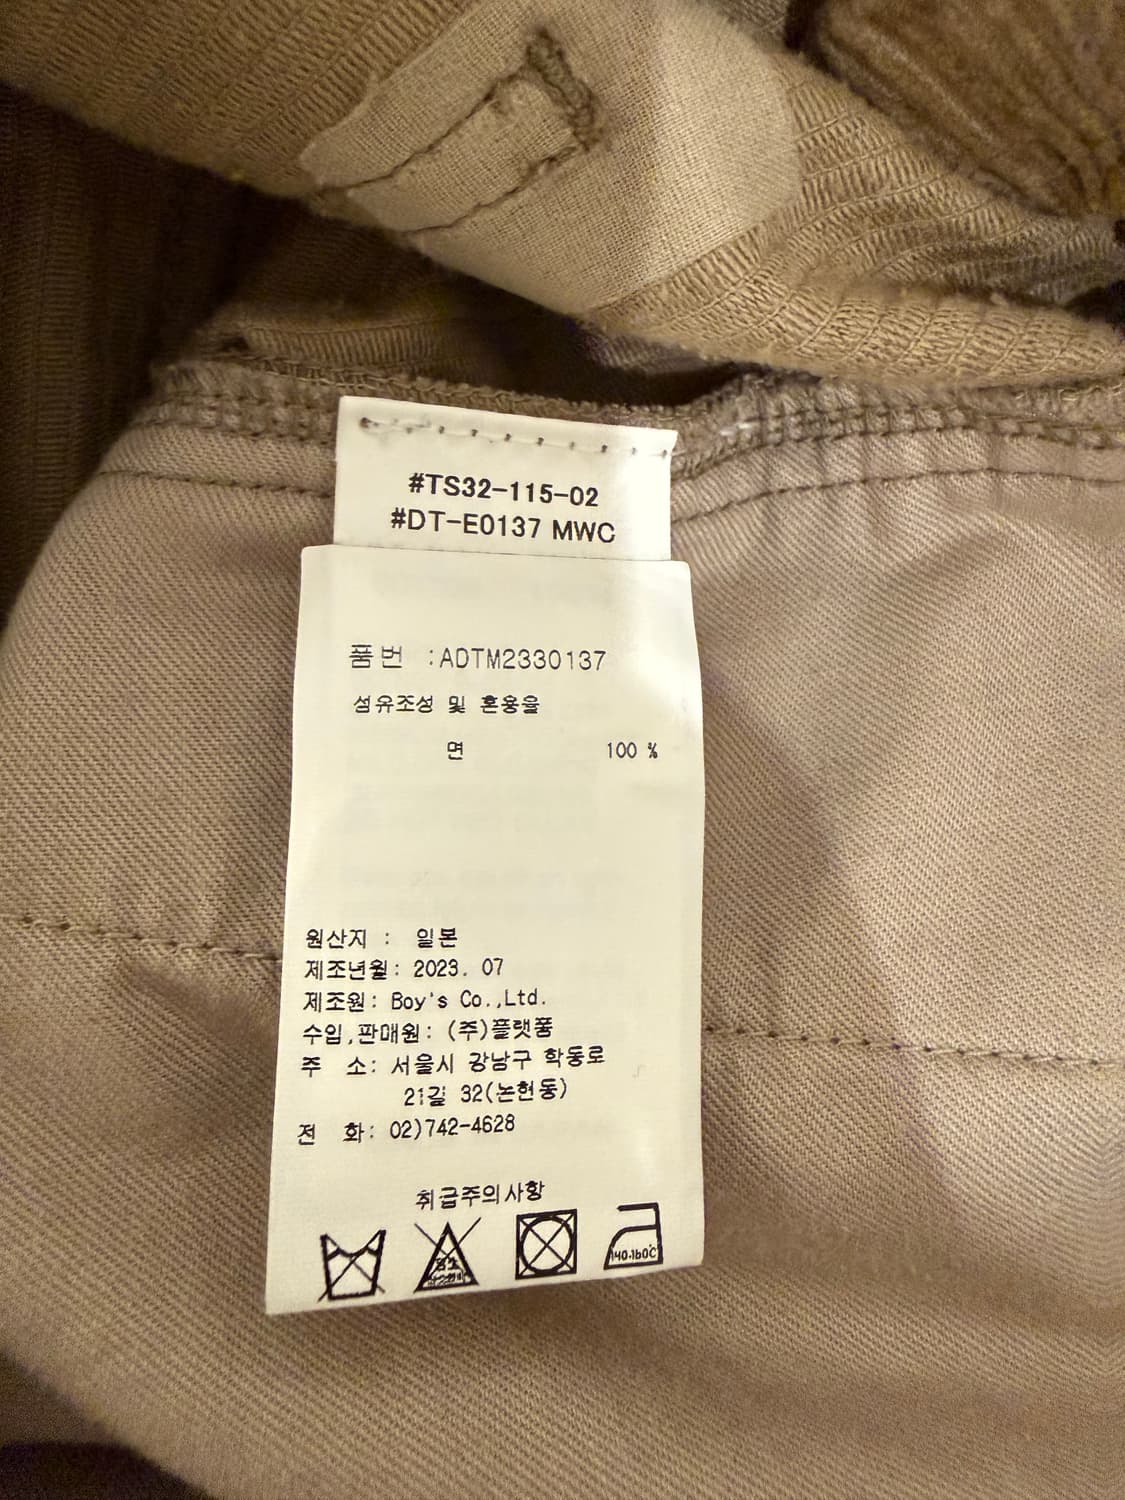 #TS32-115-02
#DT-E0137 MWC
품번 :ADTM2330137
섬유조성 및 혼용율
면 100 %
원산지 : 일본
제조년월: 2023. 07
제조원: Boy's Co.,Ltd.
수입,판매원: (주)플랫폼
주 소: 서울시 강남구 학동로
21길 32(논현동)
전 화: 02)742-4628
취급주의사항
140-160℃